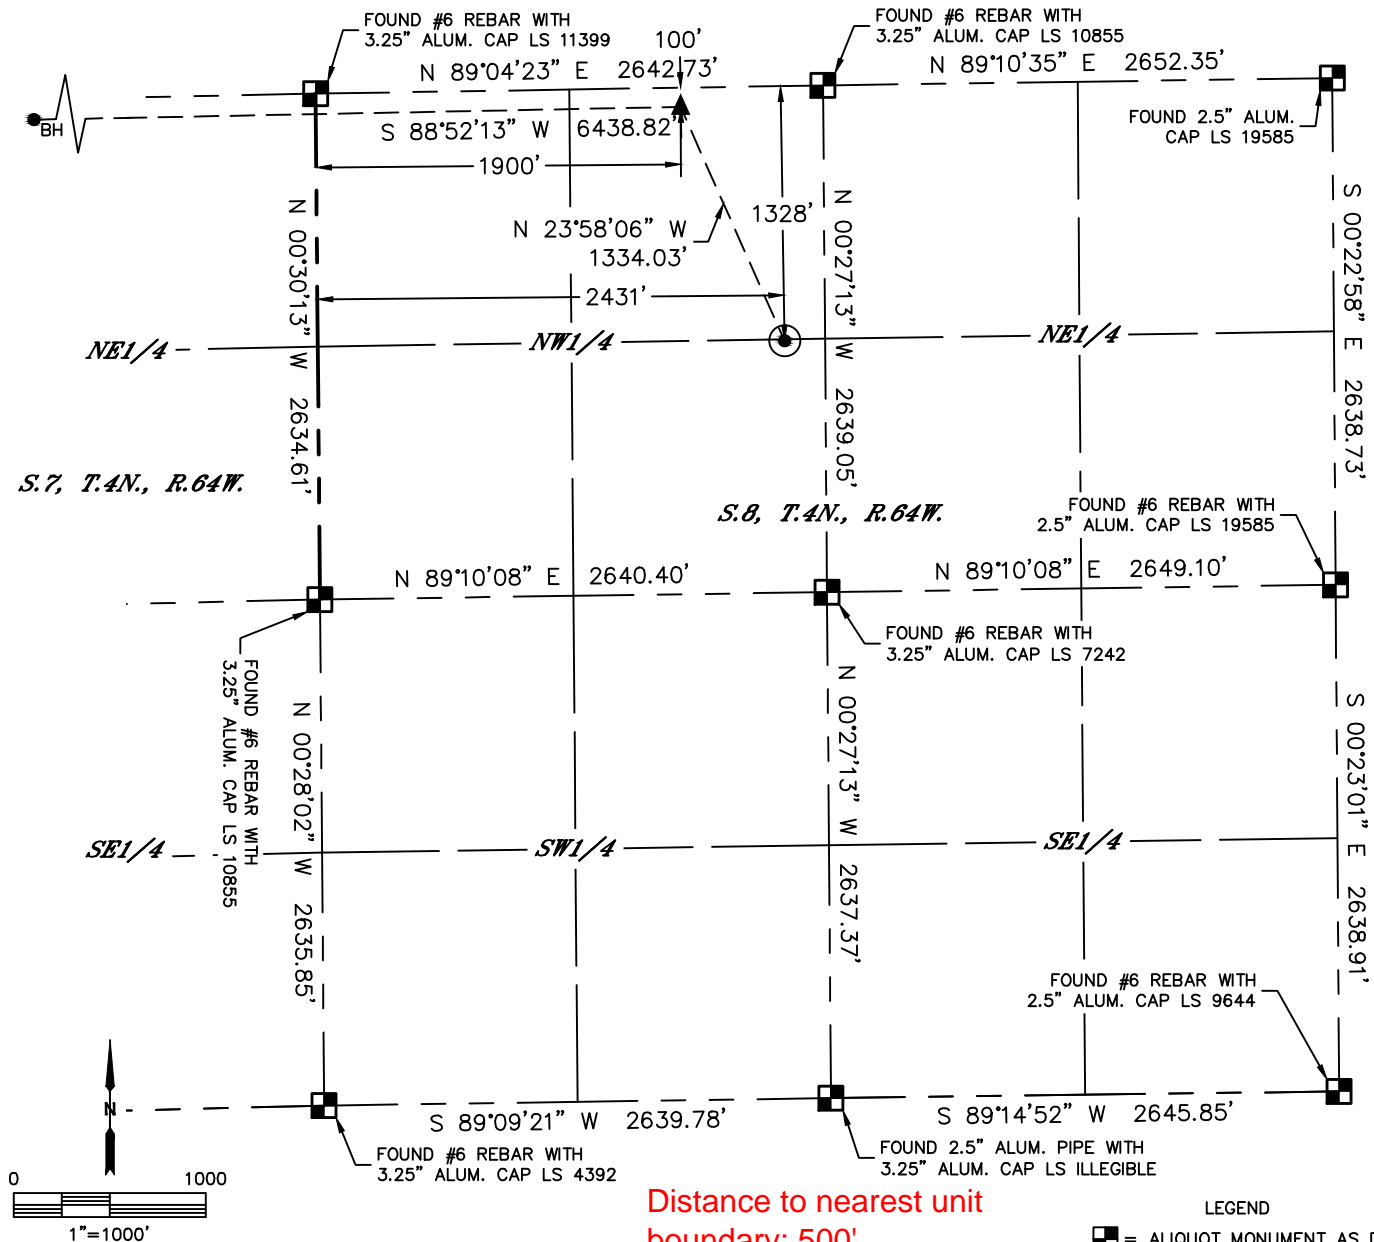 FOUND #6 REBAR WITH
3.25" ALUM. CAP LS 11399
100'
FOUND #6 REBAR WITH
3.25" ALUM. CAP LS 10855
N 89°04'23" E 2642.73'
N 89°10'35" E 2652.35'
BH
S 88°52'13" W 6438.82'
FOUND 2.5" ALUM.
CAP LS 19585
1900'
N 23°58'06" W
1334.03'
1328'
2431'
N 00°30'13" W 2634.61'
N 00°27'13" W 2639.05'
S 00°22'58" E 2638.73'
NE1/4
NW1/4
NE1/4
S.7, T.4N., R.64W.
S.8, T.4N., R.64W.
FOUND #6 REBAR WITH
2.5" ALUM. CAP LS 19585
N 89°10'08" E 2640.40'
N 89°10'08" E 2649.10'
FOUND #6 REBAR WITH
3.25" ALUM. CAP LS 7242
FOUND #6 REBAR WITH
3.25" ALUM. CAP LS 10855
N 00°28'02" W 2635.85'
N 00°27'13" W 2637.37'
S 00°23'01" E 2638.91'
SE1/4
SW1/4
SE1/4
FOUND #6 REBAR WITH
2.5" ALUM. CAP LS 9644
N
S 89°09'21" W 2639.78'
S 89°14'52" W 2645.85'
FOUND #6 REBAR WITH
3.25" ALUM. CAP LS 4392
FOUND 2.5" ALUM. PIPE WITH
3.25" ALUM. CAP LS ILLEGIBLE
0 1000
1"=1000'
Distance to nearest unit
boundary: 500'
LEGEND
= ALIQUOT MONUMENT AS